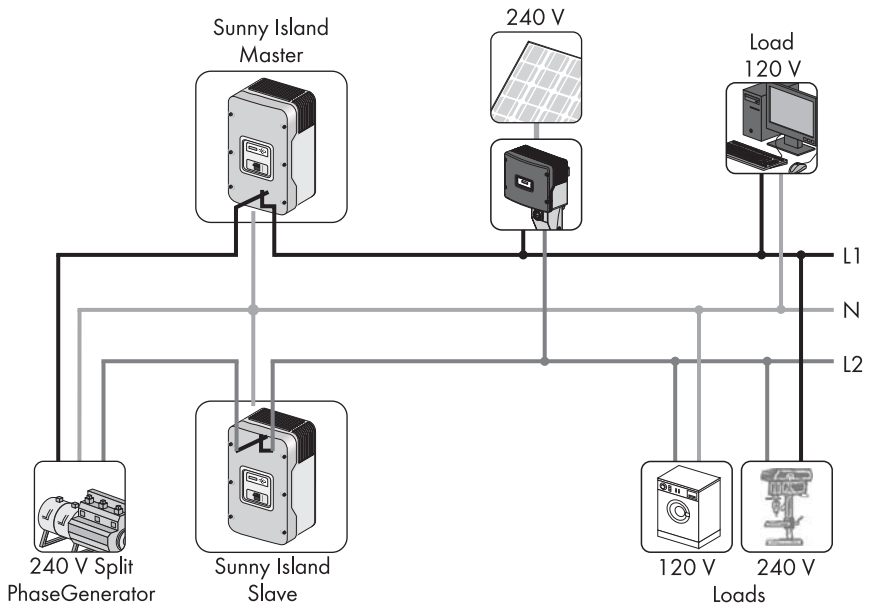 Sunny Island
Master
240 V
Load
120 V
L1
N
L2
240 V Split
PhaseGenerator
Sunny Island
Slave
120 V
240 V
Loads